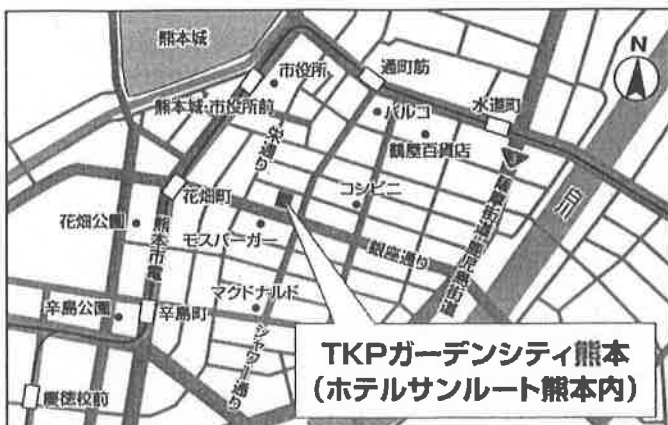 熊本城
市役所
通町筋
N
熊本城・市役所前
パルコ
水道町
鶴屋百貨店
栄通り
3
白川
花畑町
コンビニ
薩摩街道・鹿児島街道
花畑公園
熊本市電
モスバーガー
銀座通り
マクドナルド
辛島公園
辛島町
シャワー通り
TKPガーデンシティ熊本
(ホテルサンルート熊本内)
慶徳校前